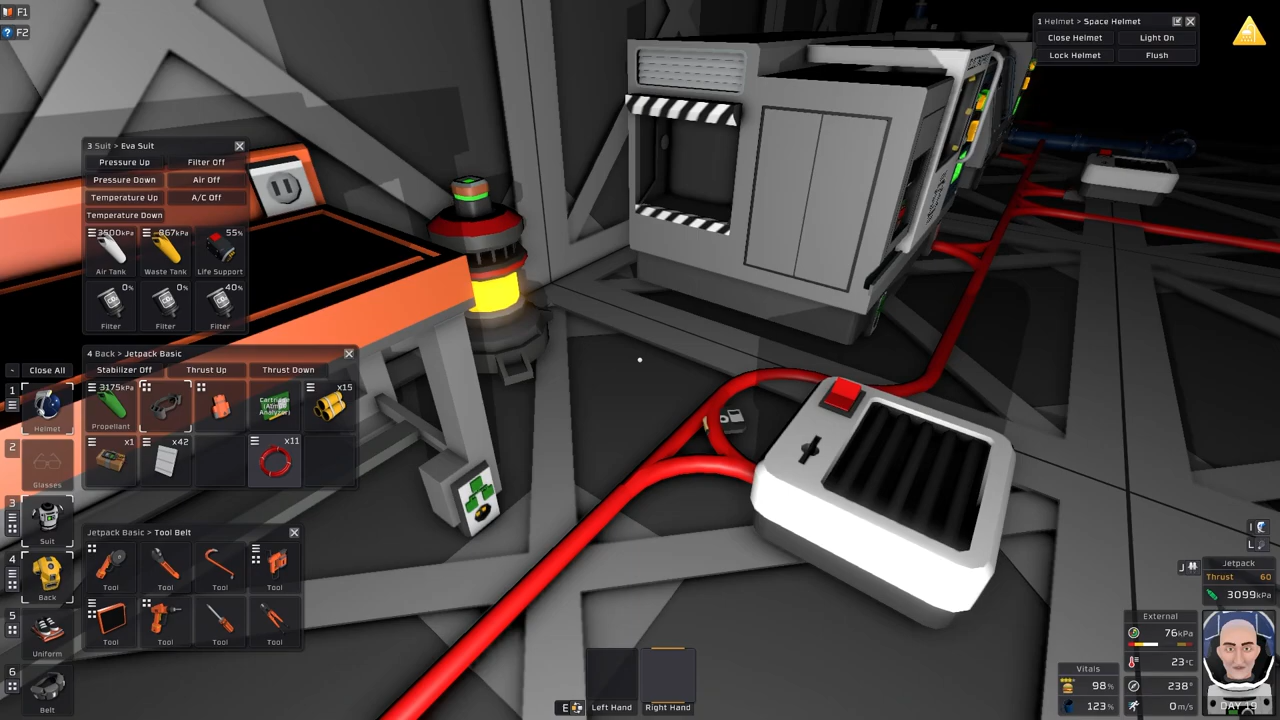 F1
F2
1 Helmet > Space Helmet
Close Helmet
Light On
Lock Helmet
Flush
3 Suit > Eva Suit
Pressure Up
Filter Off
Pressure Down
Air Off
Temperature Up
A/C Off
Temperature Down
3500kPa
867kPa
55%
Air Tank
Waste Tank
Life Support
0%
0%
40%
Filter
Filter
Filter
4 Back > Jetpack Basic
Stabilizer Off
Thrust Up
Thrust Down
3175kPa
Cartridge
(Atmos
Analyzer)
x15
Propellant
x1
x42
x11
Jetpack Basic > Tool Belt
Tool
Tool
Tool
Tool
Tool
Tool
Tool
Tool
~
Close All
1
Helmet
2
Glasses
3
Suit
4
Back
5
Uniform
6
Belt
E
Left Hand
Right Hand
I
L
J
Jetpack
Thrust 60
3099kPa
External
76kPa
23°C
238°
0m/s
Vitals
98%
123%
DAY 19